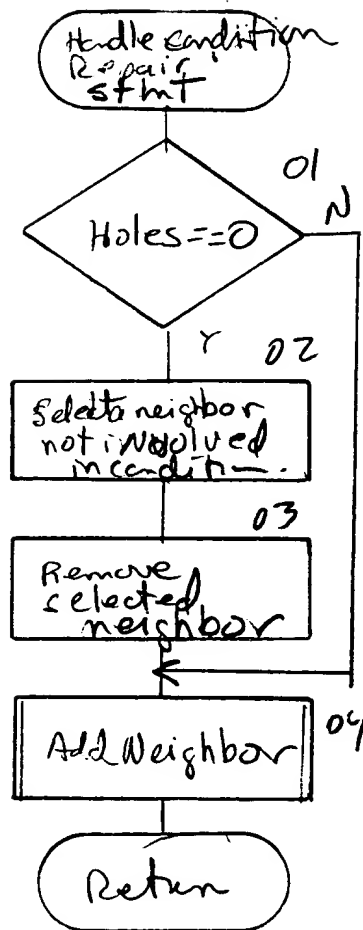 Handle condition
Repair
stmt
01
N
Holes==0
Y
02
Select a neighbor
not involved
in condition.
03
Remove
selected
neighbor
04
Add Neighbor
Return